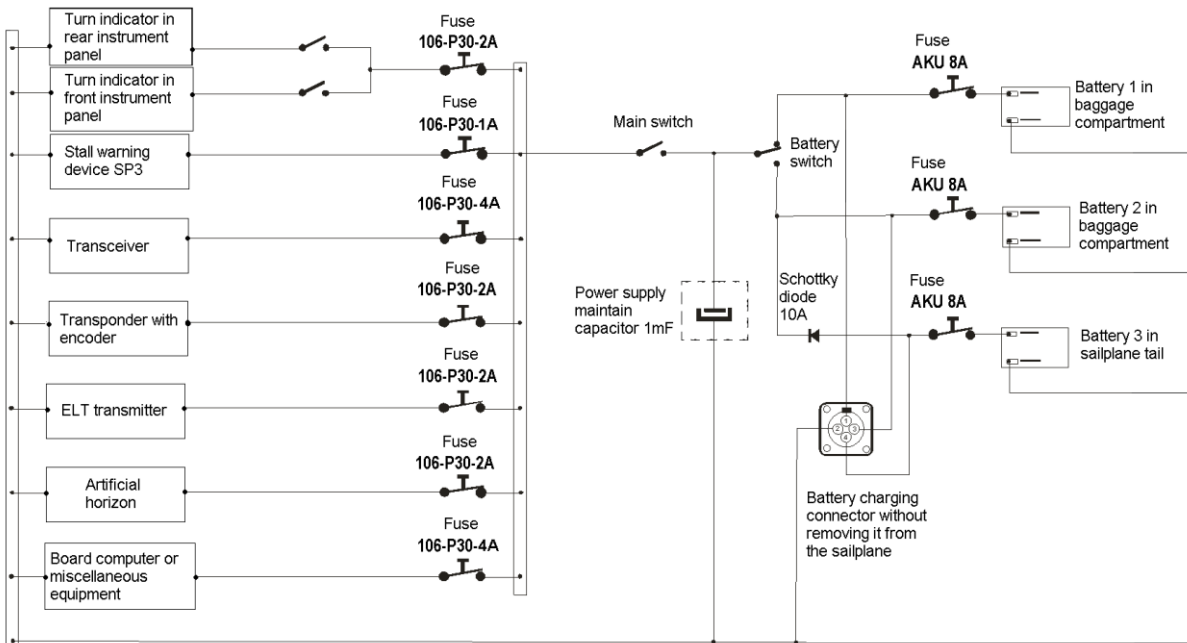 Turn indicator in
rear instrument
panel
Fuse
106-P30-2A
Turn indicator in
front instrument
panel
Fuse
106-P30-1A
Stall warning
device SP3
Fuse
106-P30-4A
Transceiver
Fuse
106-P30-2A
Transponder with
encoder
Fuse
106-P30-2A
ELT transmitter
Fuse
106-P30-2A
Artificial
horizon
Fuse
106-P30-4A
Board computer or
miscellaneous
equipment
Main switch
Battery
switch
Power supply
maintain
capacitor 1mF
Schottky
diode
10A
Fuse
AKU 8A
Battery 1 in
baggage
compartment
Fuse
AKU 8A
Battery 2 in
baggage
compartment
Fuse
AKU 8A
Battery 3 in
sailplane tail
1
2 3
4
Battery charging
connector without
removing it from
the sailplane